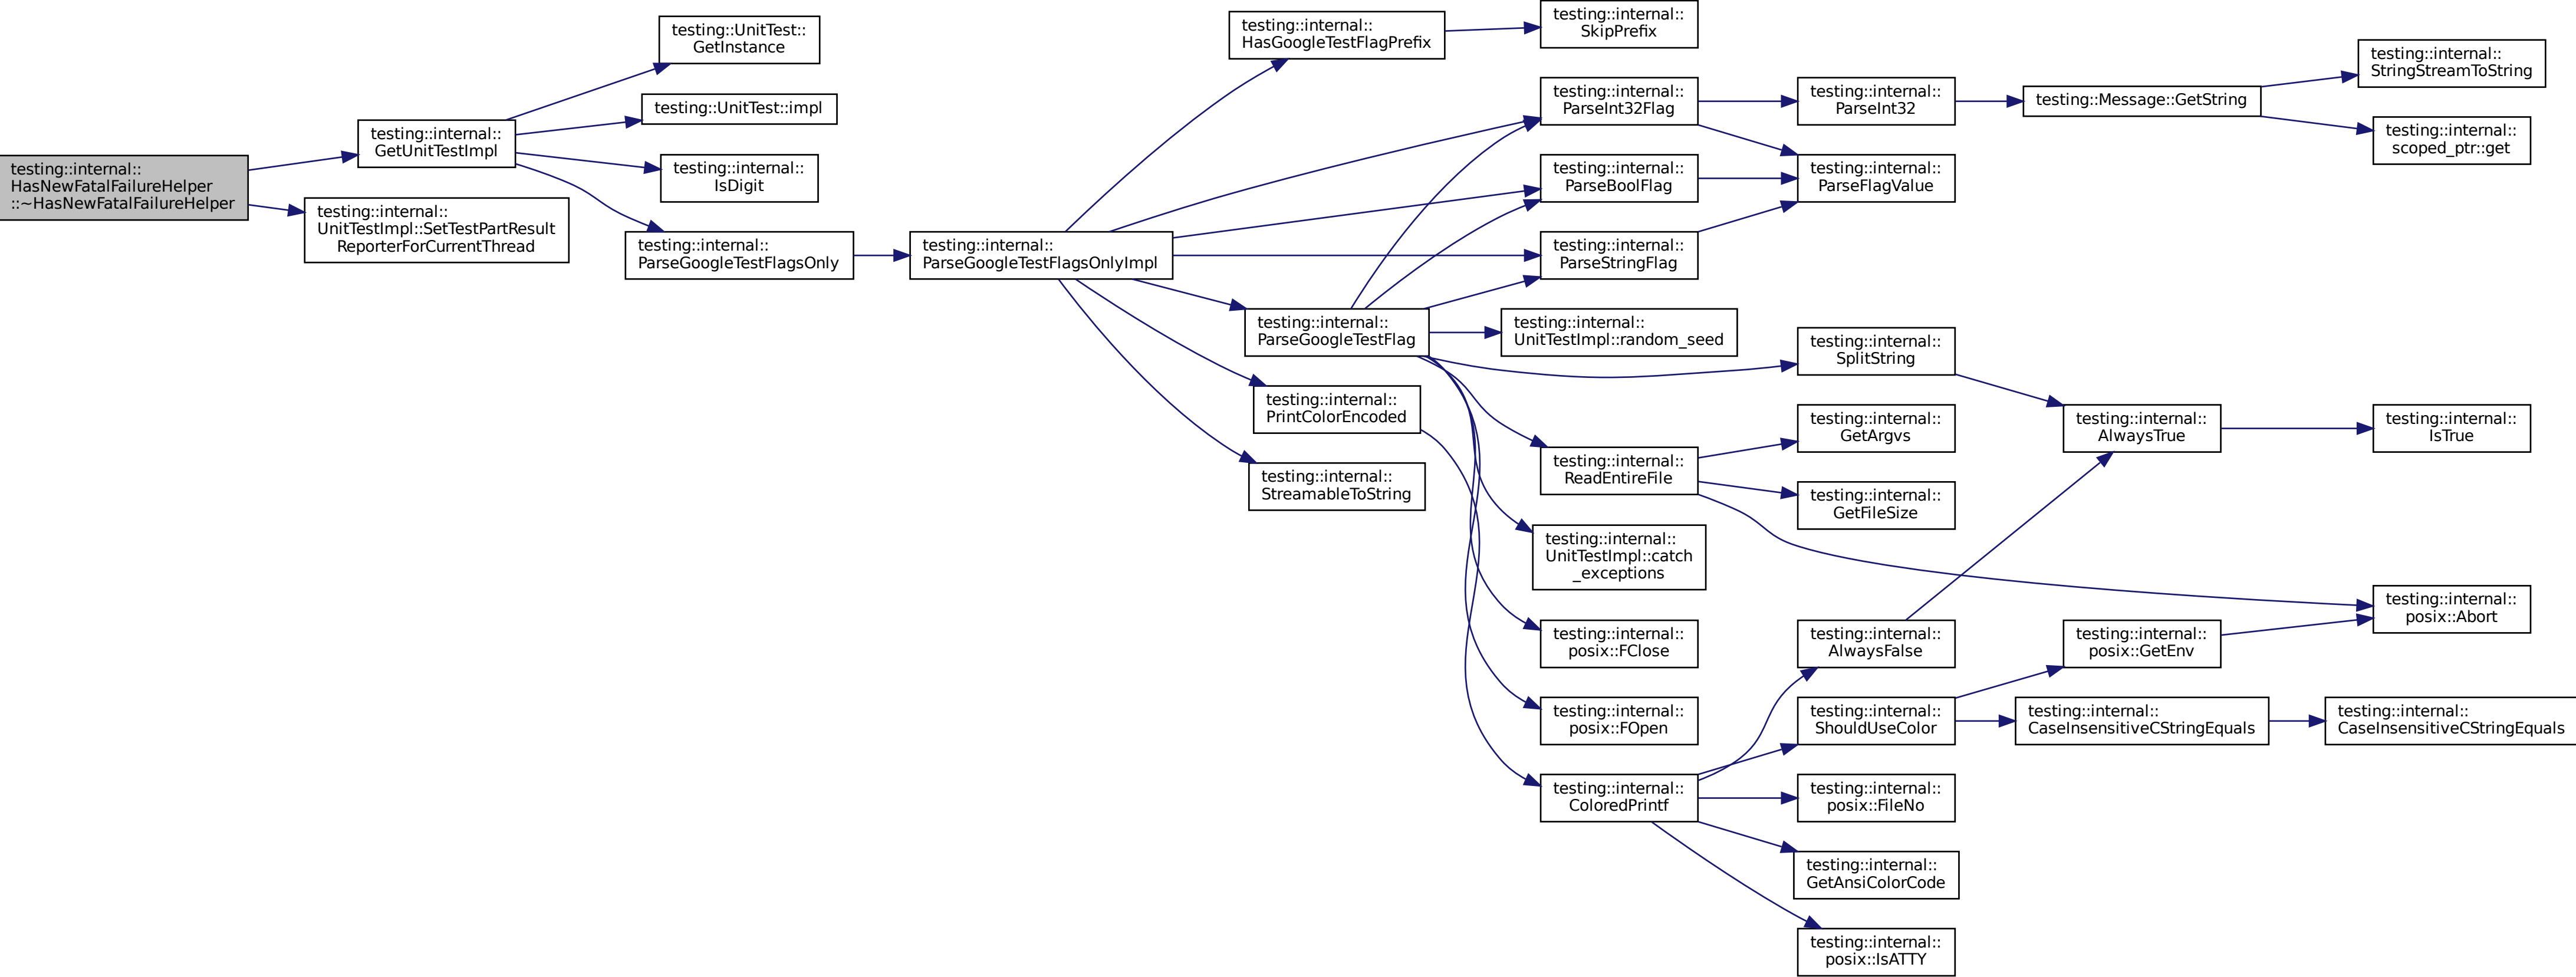 testing::internal::
HasNewFatalFailureHelper
::~HasNewFatalFailureHelper
testing::internal::
GetUnitTestImpl
testing::internal::
UnitTestImpl::SetTestPartResult
ReporterForCurrentThread
testing::UnitTest::
GetInstance
testing::UnitTest::impl
testing::internal::
IsDigit
testing::internal::
ParseGoogleTestFlagsOnly
testing::internal::
ParseGoogleTestFlagsOnlyImpl
testing::internal::
HasGoogleTestFlagPrefix
testing::internal::
ParseGoogleTestFlag
testing::internal::
PrintColorEncoded
testing::internal::
StreamableToString
testing::internal::
SkipPrefix
testing::internal::
ParseInt32Flag
testing::internal::
ParseBoolFlag
testing::internal::
ParseStringFlag
testing::internal::
UnitTestImpl::random_seed
testing::internal::
ReadEntireFile
testing::internal::
UnitTestImpl::catch
_exceptions
testing::internal::
posix::FClose
testing::internal::
posix::FOpen
testing::internal::
ColoredPrintf
testing::internal::
ParseInt32
testing::internal::
ParseFlagValue
testing::internal::
SplitString
testing::internal::
GetArgvs
testing::internal::
GetFileSize
testing::internal::
AlwaysFalse
testing::internal::
ShouldUseColor
testing::internal::
posix::FileNo
testing::internal::
GetAnsiColorCode
testing::internal::
posix::IsATTY
testing::Message::GetString
testing::internal::
AlwaysTrue
testing::internal::
posix::GetEnv
testing::internal::
CaseInsensitiveCStringEquals
testing::internal::
StringStreamToString
testing::internal::
scoped_ptr::get
testing::internal::
IsTrue
testing::internal::
posix::Abort
testing::internal::
CaseInsensitiveCStringEquals